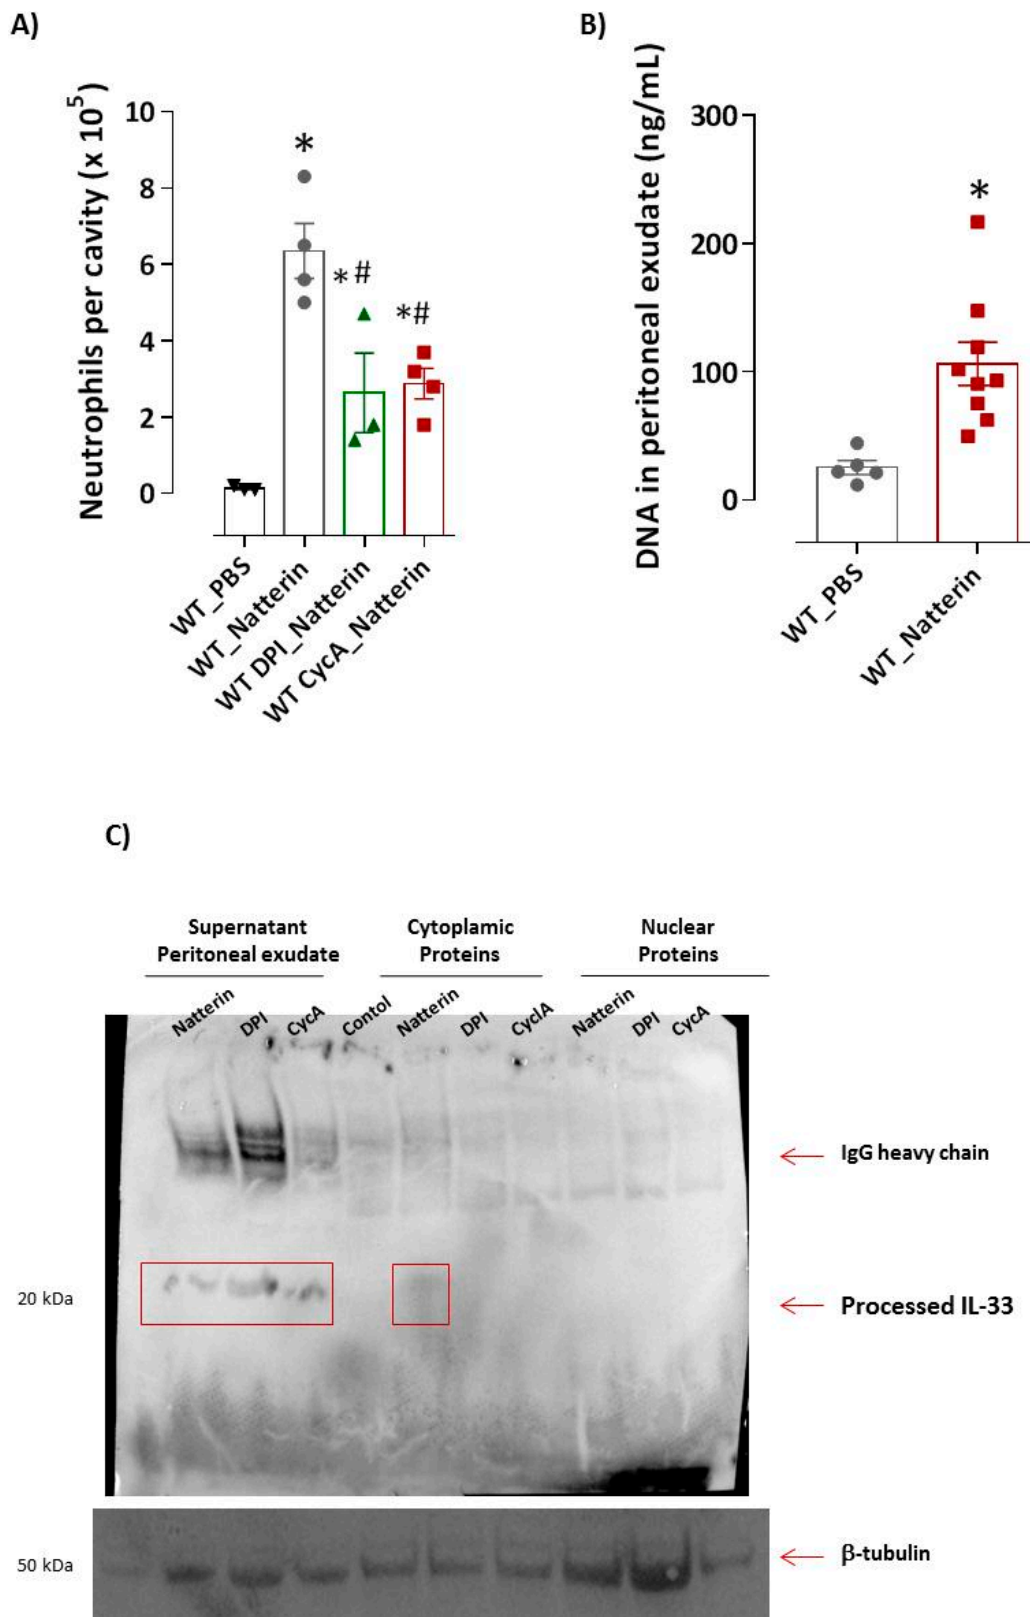 A)
Neutrophils per cavity (x 10⁵)
10
8
6
4
2
0
*
*#
*#
WT_PBS
WT_Natterin
WT DPI_Natterin
WT CycA_Natterin
B)
DNA in peritoneal exudate (ng/mL)
300
200
100
0
*
WT_PBS
WT_Natterin
C)
Supernatant
Peritoneal exudate
Cytoplamic
Proteins
Nuclear
Proteins
Natterin DPI CycA Contol Natterin DPI CyclA Natterin DPI CycA
IgG heavy chain
20 kDa
Processed IL-33
50 kDa
β-tubulin